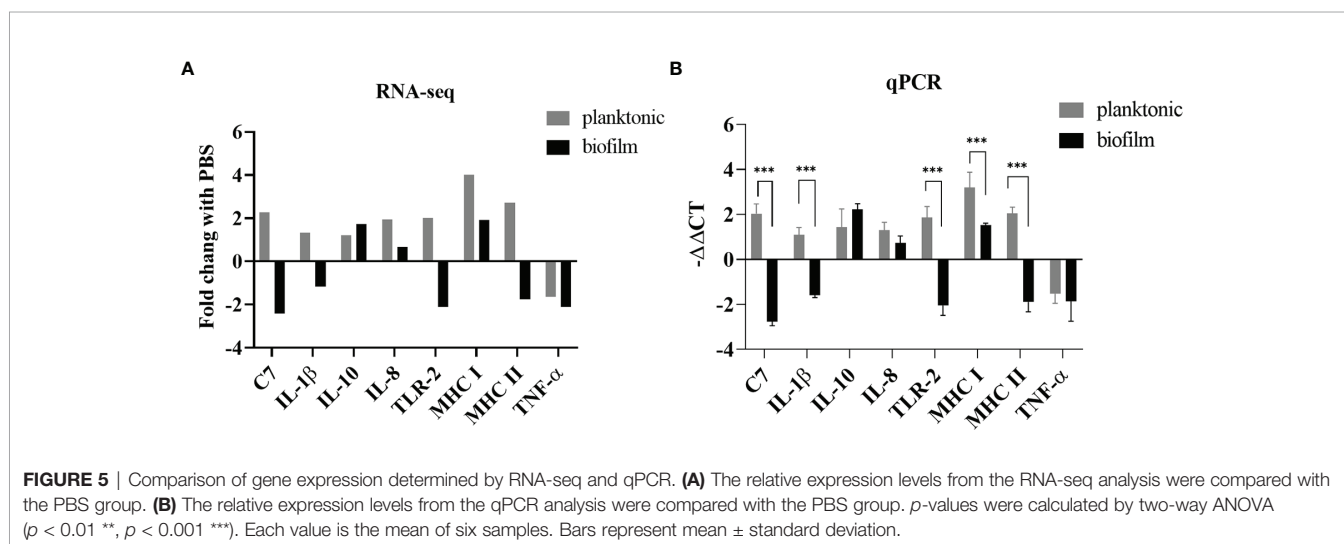 A
RNA-seq
planktonic
biofilm
Fold chang with PBS
6
4
2
0
-2
-4
C7
IL-1β
IL-10
IL-8
TLR-2
MHC I
MHC II
TNF-α
B
qPCR
planktonic
biofilm
-ΔΔCT
6
4
2
0
-2
-4
***
***
***
***
***
C7
IL-1β
IL-10
IL-8
TLR-2
MHC I
MHC II
TNF-α
FIGURE 5 | Comparison of gene expression determined by RNA-seq and qPCR. (A) The relative expression levels from the RNA-seq analysis were compared with
the PBS group. (B) The relative expression levels from the qPCR analysis were compared with the PBS group. p-values were calculated by two-way ANOVA
(p < 0.01 **, p < 0.001 ***). Each value is the mean of six samples. Bars represent mean ± standard deviation.